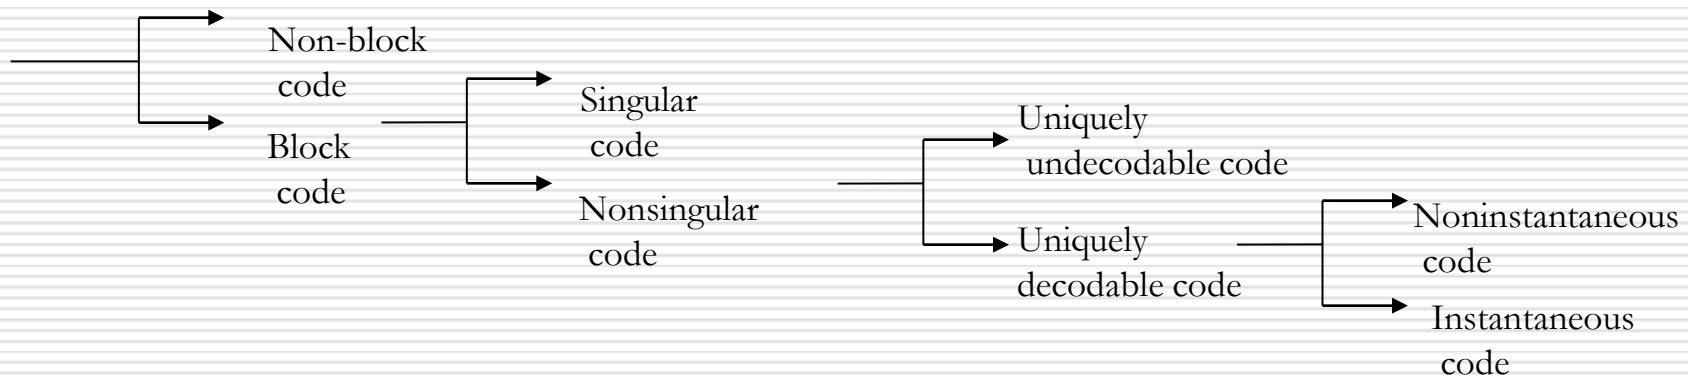 Non-block
code
Block
code
Singular
code
Nonsingular
code
Uniquely
undecodable code
Uniquely
decodable code
Noninstantaneous
code
Instantaneous
code